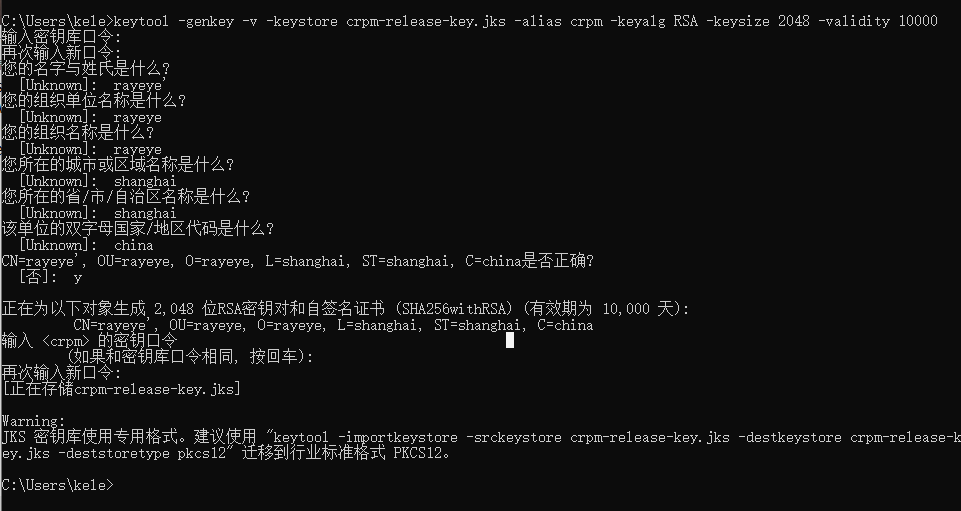 C:\Users\kele>keytool -genkey -v -keystore crpm-release-key.jks -alias crpm -keyalg RSA -keysize 2048 -validity 10000
输入密钥库口令:
再次输入新口令:
您的名字与姓氏是什么?
[Unknown]:  rayeye'
您的组织单位名称是什么?
[Unknown]:  rayeye
您的组织名称是什么?
[Unknown]:  rayeye
您所在的城市或区域名称是什么?
[Unknown]:  shanghai
您所在的省/市/自治区名称是什么?
[Unknown]:  shanghai
该单位的双字母国家/地区代码是什么?
[Unknown]:  china
CN=rayeye', OU=rayeye, O=rayeye, L=shanghai, ST=shanghai, C=china是否正确?
[否]:  y
正在为以下对象生成 2,048 位RSA密钥对和自签名证书 (SHA256withRSA) (有效期为 10,000 天):
CN=rayeye', OU=rayeye, O=rayeye, L=shanghai, ST=shanghai, C=china
输入 <crpm> 的密钥口令
(如果和密钥库口令相同, 按回车):
再次输入新口令:
[正在存储crpm-release-key.jks]
Warning:
JKS 密钥库使用专用格式。建议使用 "keytool -importkeystore -srckeystore crpm-release-key.jks -destkeystore crpm-release-k
ey.jks -deststoretype pkcs12" 迁移到行业标准格式 PKCS12。
C:\Users\kele>